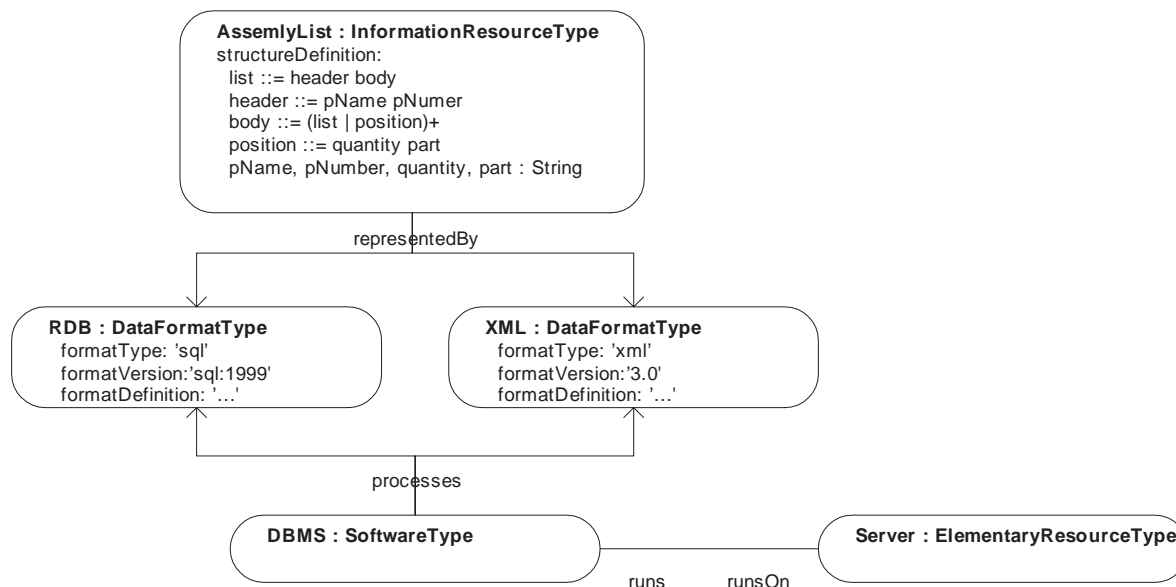 AssemlyList : InformationResourceType
structureDefinition:
list ::= header body
header ::= pName pNumer
body ::= (list | position)+
position ::= quantity part
pName, pNumber, quantity, part : String
representedBy
RDB : DataFormatType
formatType: ’sql’
formatVersion:'sql:1999'
formatDefinition: ’...’
XML : DataFormatType
formatType: ’xml’
formatVersion:'3.0'
formatDefinition: ’...’
processes
DBMS : SoftwareType
Server : ElementaryResourceType
runs runsOn